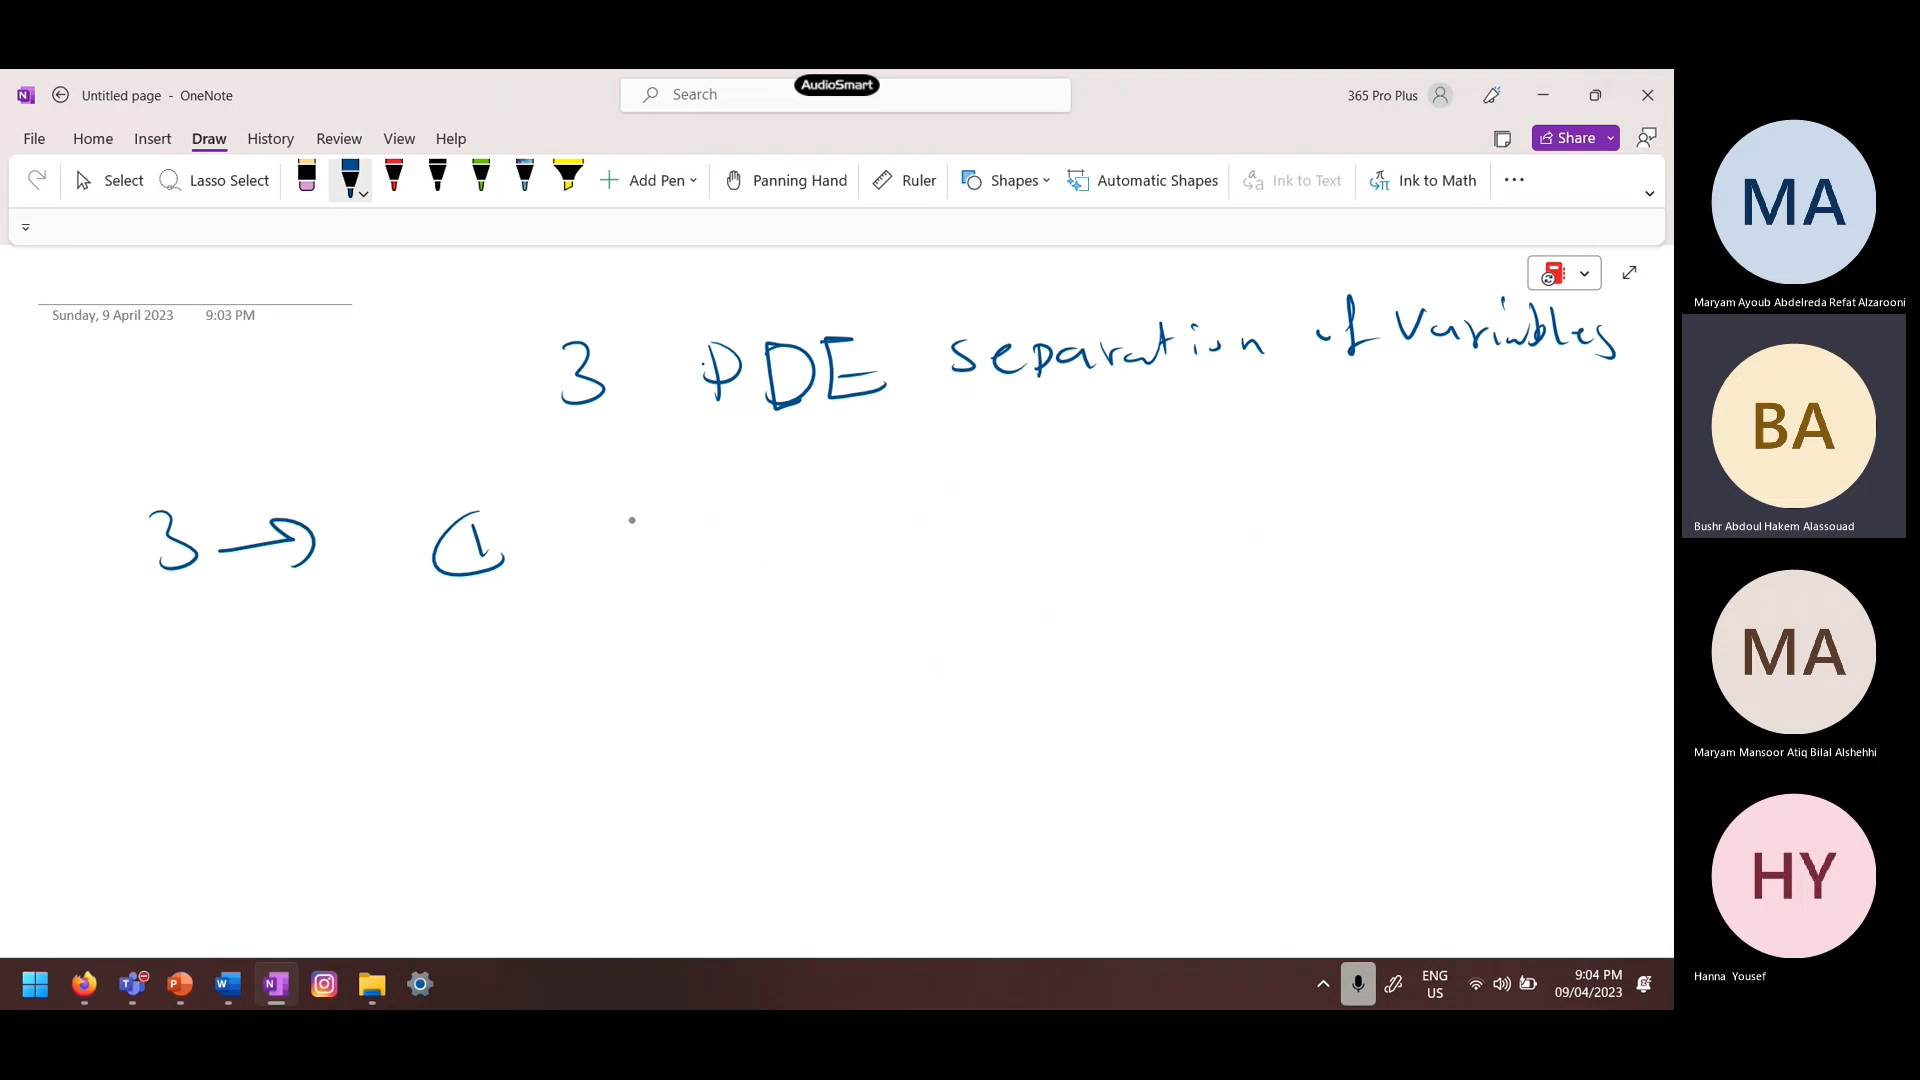 AudioSmart
Untitled page - OneNote
Search
365 Pro Plus
File Home Insert Draw History Review View Help
Share
Select Lasso Select Add Pen Panning Hand Ruler Shapes Automatic Shapes Ink to Text Ink to Math
Sunday, 9 April 2023 9:03 PM
3 PDE separation of Variables
3 → 1
MA
Maryam Ayoub Abdelreda Refat Alzarooni
BA
Bushr Abdoul Hakem Alassouad
MA
Maryam Mansoor Atiq Bilal Alshehhi
HY
Hanna Yousef
ENG
US
9:04 PM
09/04/2023